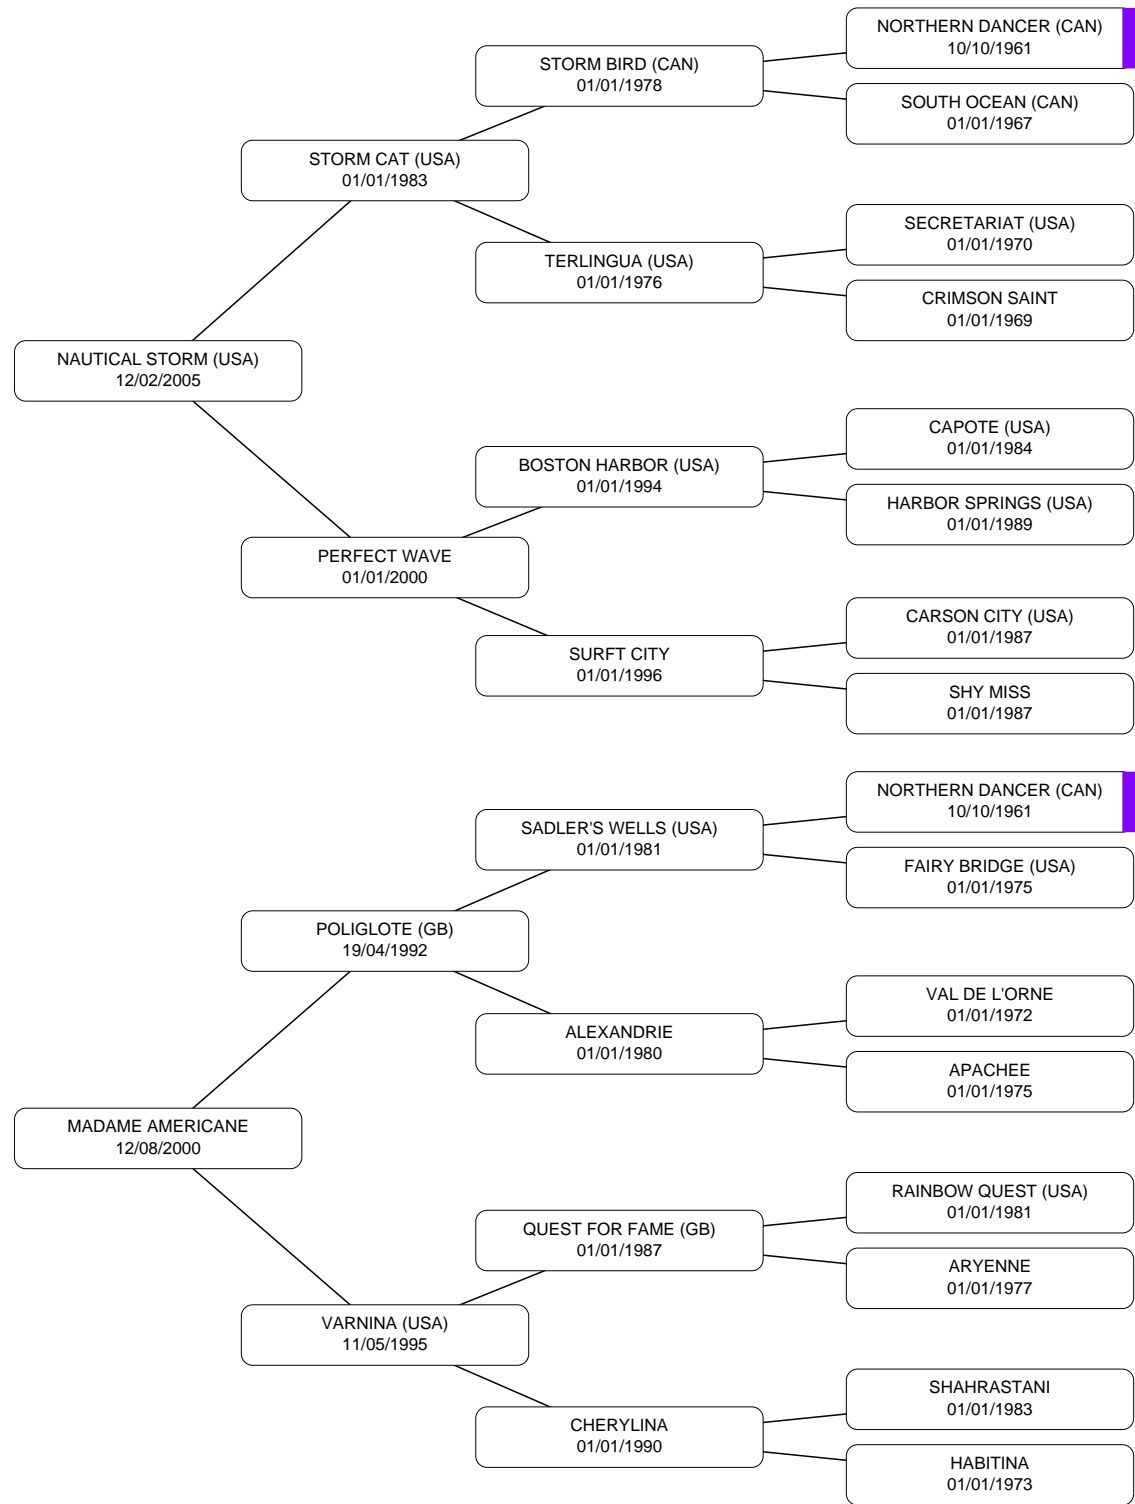 NORTHERN DANCER (CAN)
10/10/1961
STORM BIRD (CAN)
01/01/1978
SOUTH OCEAN (CAN)
01/01/1967
STORM CAT (USA)
01/01/1983
SECRETARIAT (USA)
01/01/1970
TERLINGUA (USA)
01/01/1976
CRIMSON SAINT
01/01/1969
NAUTICAL STORM (USA)
12/02/2005
CAPOTE (USA)
01/01/1984
BOSTON HARBOR (USA)
01/01/1994
HARBOR SPRINGS (USA)
01/01/1989
PERFECT WAVE
01/01/2000
CARSON CITY (USA)
01/01/1987
SURFT CITY
01/01/1996
SHY MISS
01/01/1987
NORTHERN DANCER (CAN)
10/10/1961
SADLER'S WELLS (USA)
01/01/1981
FAIRY BRIDGE (USA)
01/01/1975
POLIGLOTE (GB)
19/04/1992
VAL DE L'ORNE
01/01/1972
ALEXANDRIE
01/01/1980
APACHEE
01/01/1975
MADAME AMERICANE
12/08/2000
RAINBOW QUEST (USA)
01/01/1981
QUEST FOR FAME (GB)
01/01/1987
ARYENNE
01/01/1977
VARNINA (USA)
11/05/1995
SHAHRASTANI
01/01/1983
CHERYLINA
01/01/1990
HABITINA
01/01/1973